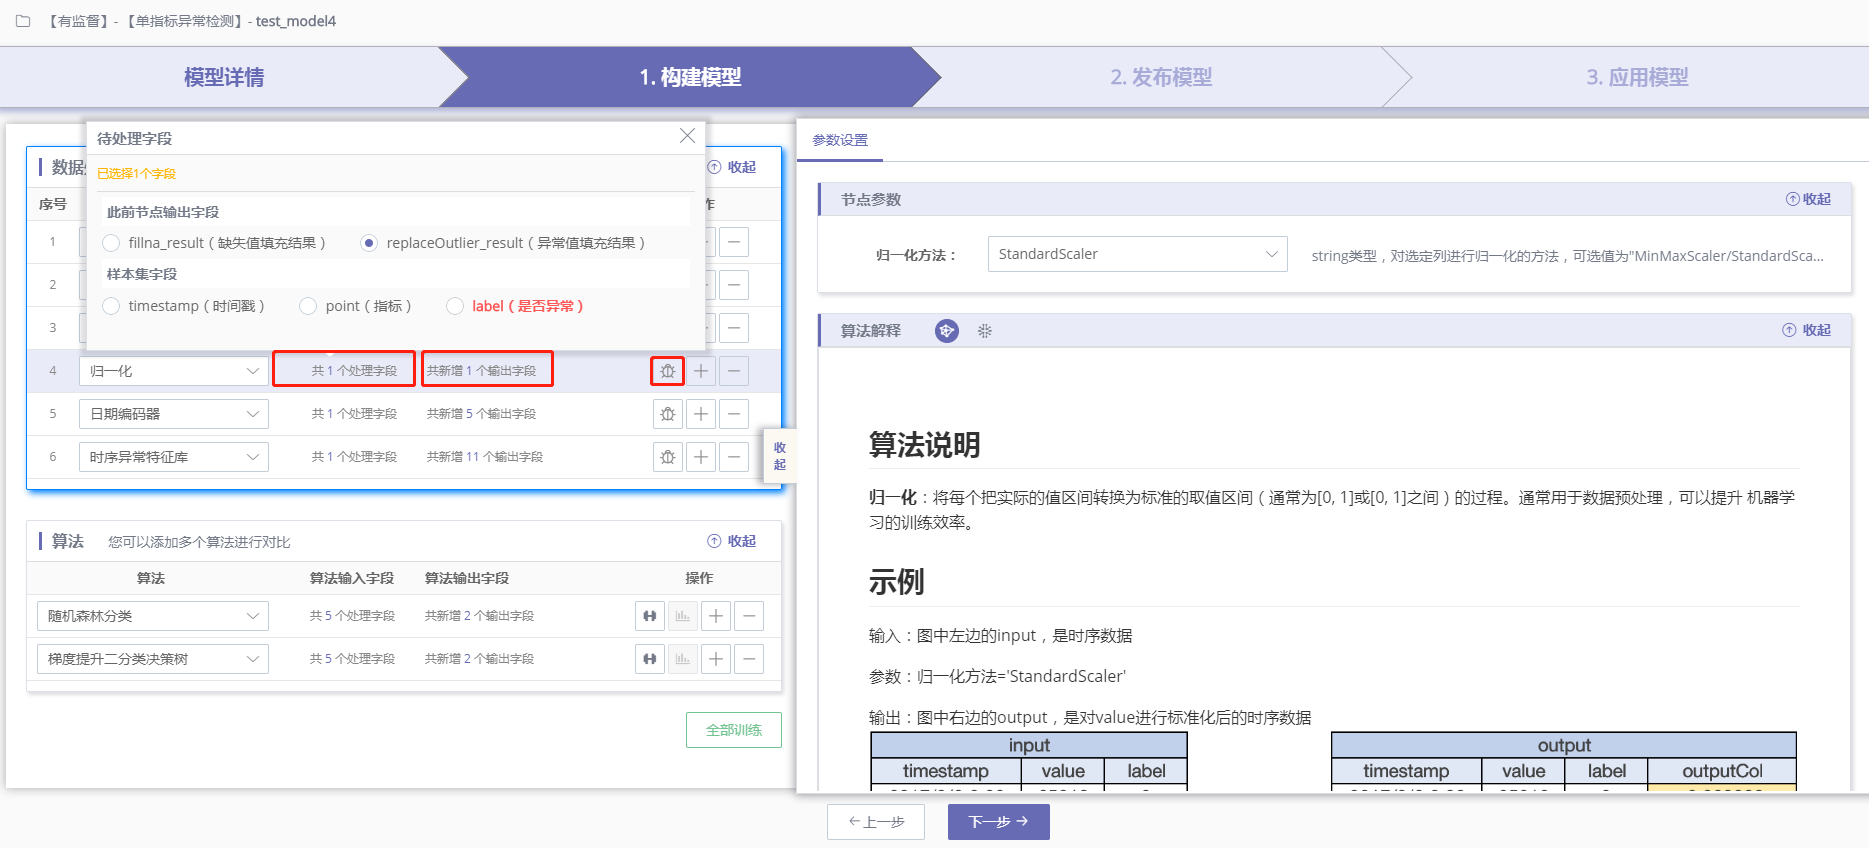 【有监督】-【单指标异常检测】- test_model4
模型详情
1. 构建模型
2. 发布模型
3. 应用模型
待处理字段
已选择1个字段
此前节点输出字段
fillna_result（缺失值填充结果）
replaceOutlier_result（异常值填充结果）
样本集字段
timestamp（时间戳）
point（指标）
label（是否异常）
数据
收起
序号
作
1
2
3
4 归一化 共 1 个处理字段 共新增 1 个输出字段
5 日期编码器 共 1 个处理字段 共新增 5 个输出字段
6 时序异常特征库 共 1 个处理字段 共新增 11 个输出字段
收起
算法 您可以添加多个算法进行对比 收起
算法 算法输入字段 算法输出字段 操作
随机森林分类 共 5 个处理字段 共新增 2 个输出字段
梯度提升二分类决策树 共 5 个处理字段 共新增 2 个输出字段
全部训练
参数设置
节点参数 收起
归一化方法： StandardScaler string类型，对选定列进行归一化的方法，可选值为"MinMaxScaler/StandardSca...
算法解释 收起
算法说明
归一化：将每个把实际的值区间转换为标准的取值区间（通常为[0, 1]或[0, 1]之间）的过程。通常用于数据预处理，可以提升 机器学
习的训练效率。
示例
输入：图中左边的input，是时序数据
参数：归一化方法='StandardScaler'
输出：图中右边的output，是对value进行标准化后的时序数据
input
timestamp value label
output
timestamp value label outputCol
上一步
下一步